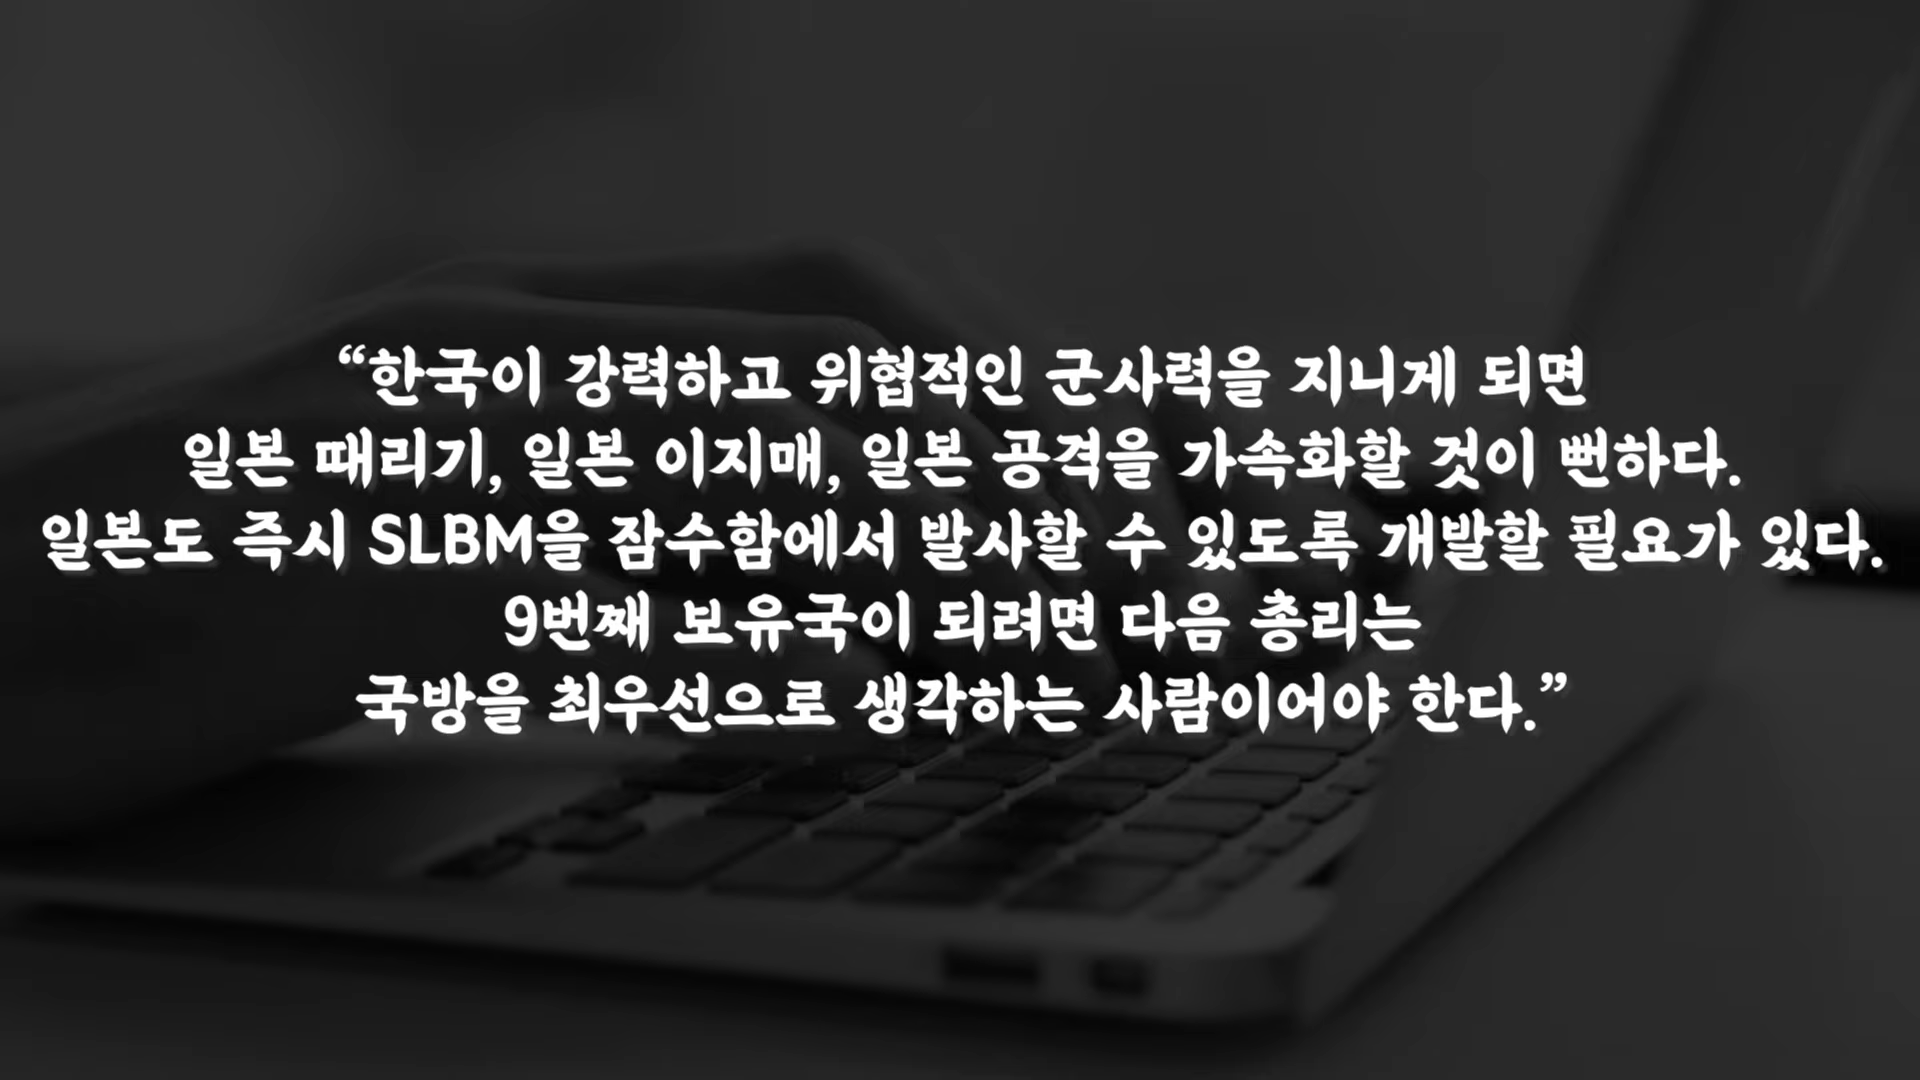 “한국이 강력하고 위협적인 군사력을 지니게 되면
일본 때리기, 일본 이지매, 일본 공격을 가속화할 것이 뻔하다.
일본도 즉시 SLBM을 잠수함에서 발사할 수 있도록 개발할 필요가 있다.
9번째 보유국이 되려면 다음 총리는
국방을 최우선으로 생각하는 사람이어야 한다.”